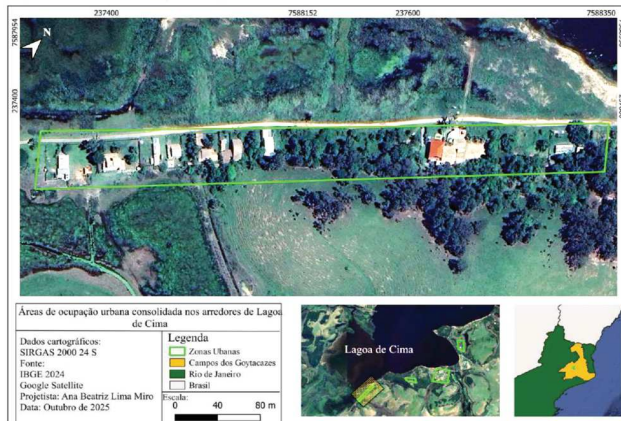 237400
7588152
237600
7588350
7587954
N
237400
Áreas de ocupação urbana consolidada nos arredores de Lagoa
de Cima
Dados cartográficos:
SIRGAS 2000 24 S
Fonte:
IBGE 2024
Google Satellite
Projetista: Ana Beatriz Lima Miro
Data: Outubro de 2025
Legenda
Zonas Ubanas
Campos dos Goytacazes
Rio de Janeiro
Brasil
Escala:
0 40 80 m
Lagoa de Cima